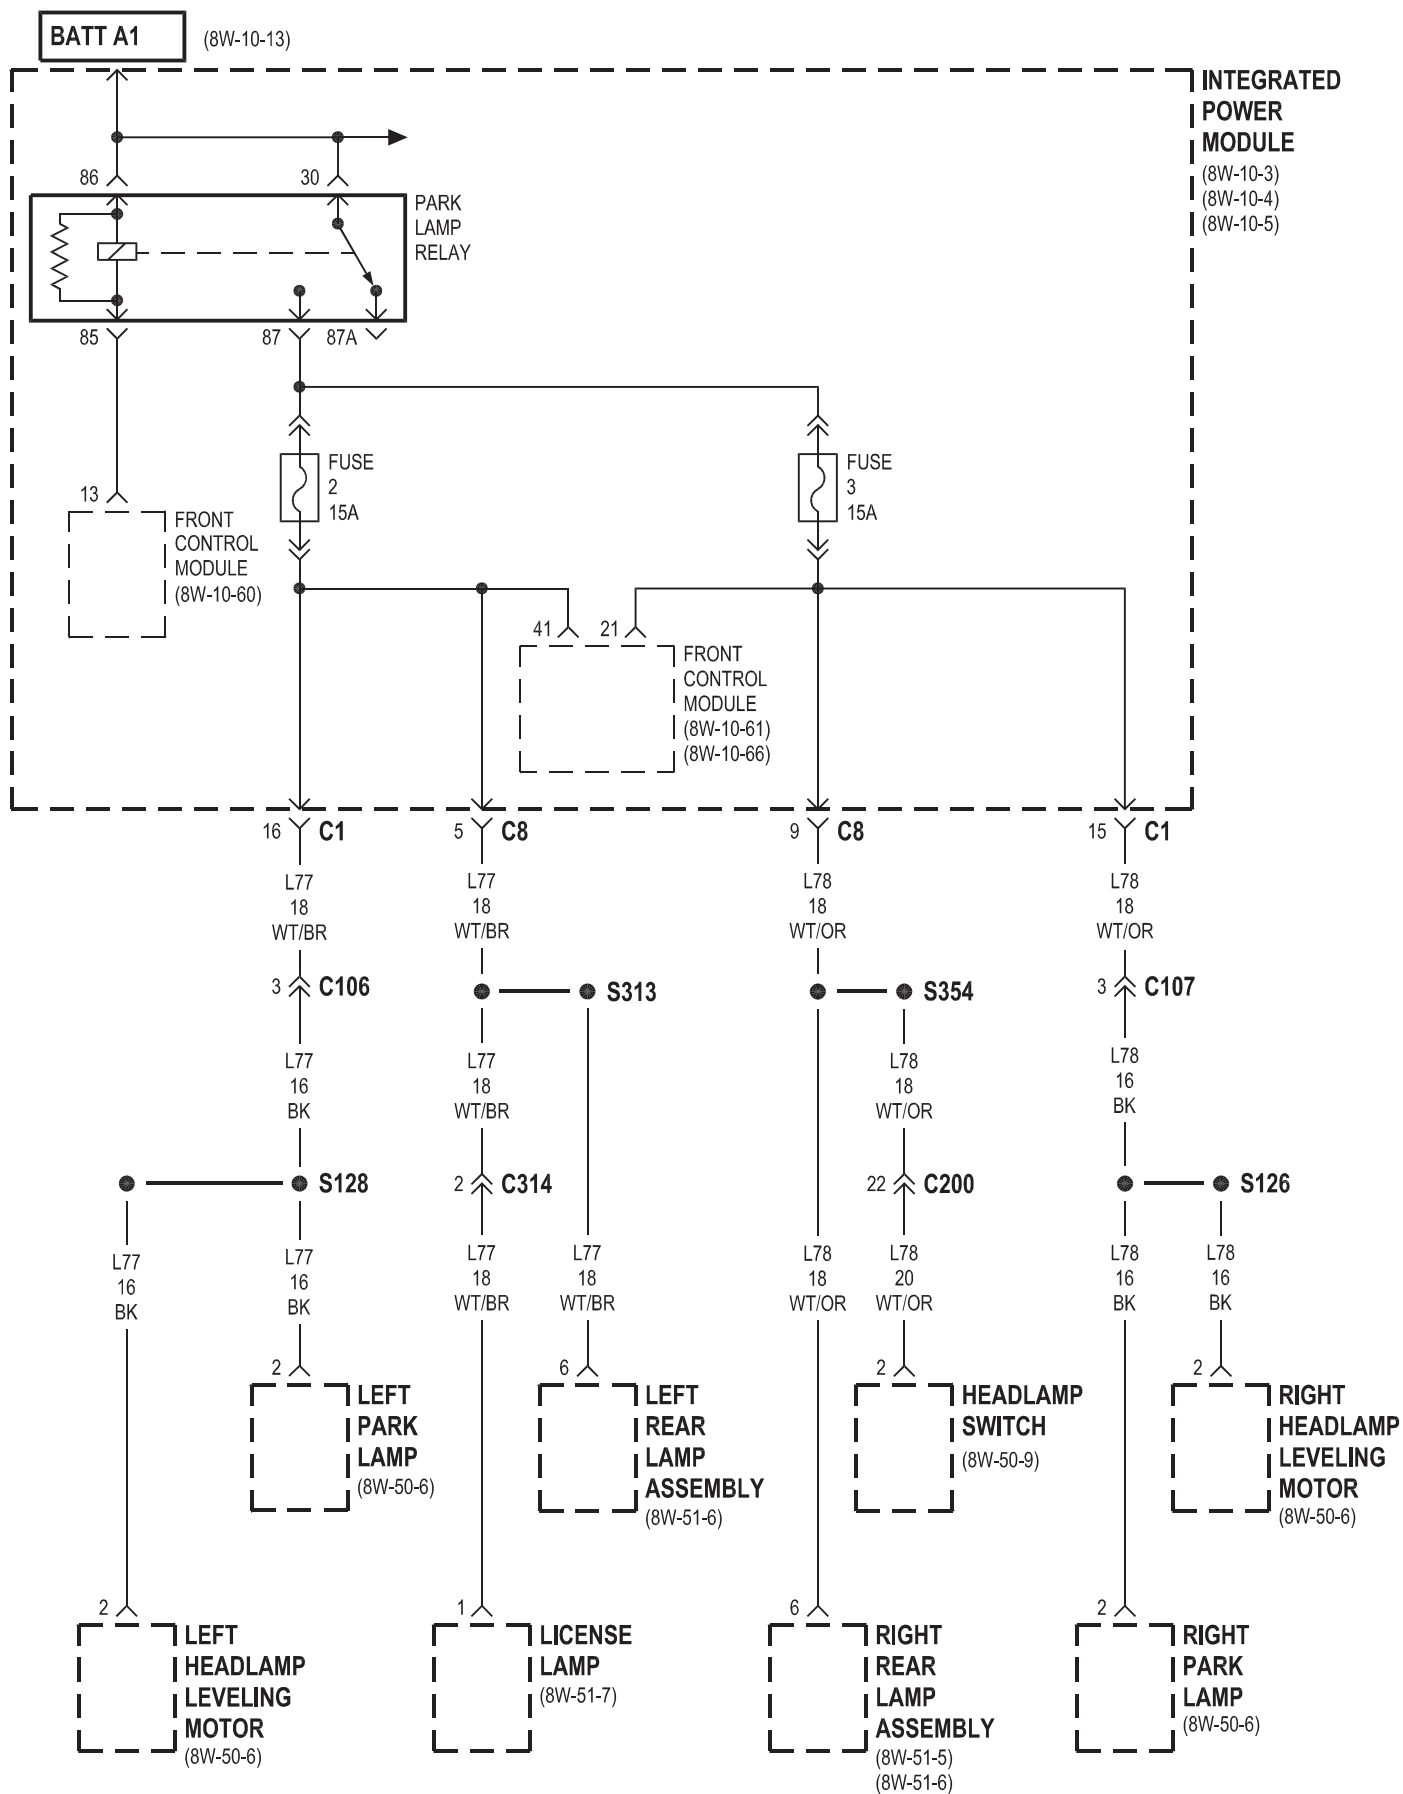 BATT A1
(8W-10-13)
INTEGRATED
POWER
MODULE
(8W-10-3)
(8W-10-4)
(8W-10-5)
86
30
PARK
LAMP
RELAY
85
87
87A
FUSE
2
15A
FUSE
3
15A
13
FRONT
CONTROL
MODULE
(8W-10-60)
41
21
FRONT
CONTROL
MODULE
(8W-10-61)
(8W-10-66)
16
C1
5
C8
9
C8
15
C1
L77
18
WT/BR
L77
18
WT/BR
L78
18
WT/OR
L78
18
WT/OR
3
C106
S313
S354
3
C107
L77
16
BK
L77
18
WT/BR
L78
18
WT/OR
L78
16
BK
S128
2
C314
22
C200
S126
L77
16
BK
L77
16
BK
L77
18
WT/BR
L77
18
WT/BR
L78
18
WT/OR
L78
20
WT/OR
L78
16
BK
L78
16
BK
2
LEFT
PARK
LAMP
(8W-50-6)
6
LEFT
REAR
LAMP
ASSEMBLY
(8W-51-6)
2
HEADLAMP
SWITCH
(8W-50-9)
2
RIGHT
HEADLAMP
LEVELING
MOTOR
(8W-50-6)
2
LEFT
HEADLAMP
LEVELING
MOTOR
(8W-50-6)
1
LICENSE
LAMP
(8W-51-7)
6
RIGHT
REAR
LAMP
ASSEMBLY
(8W-51-5)
(8W-51-6)
2
RIGHT
PARK
LAMP
(8W-50-6)